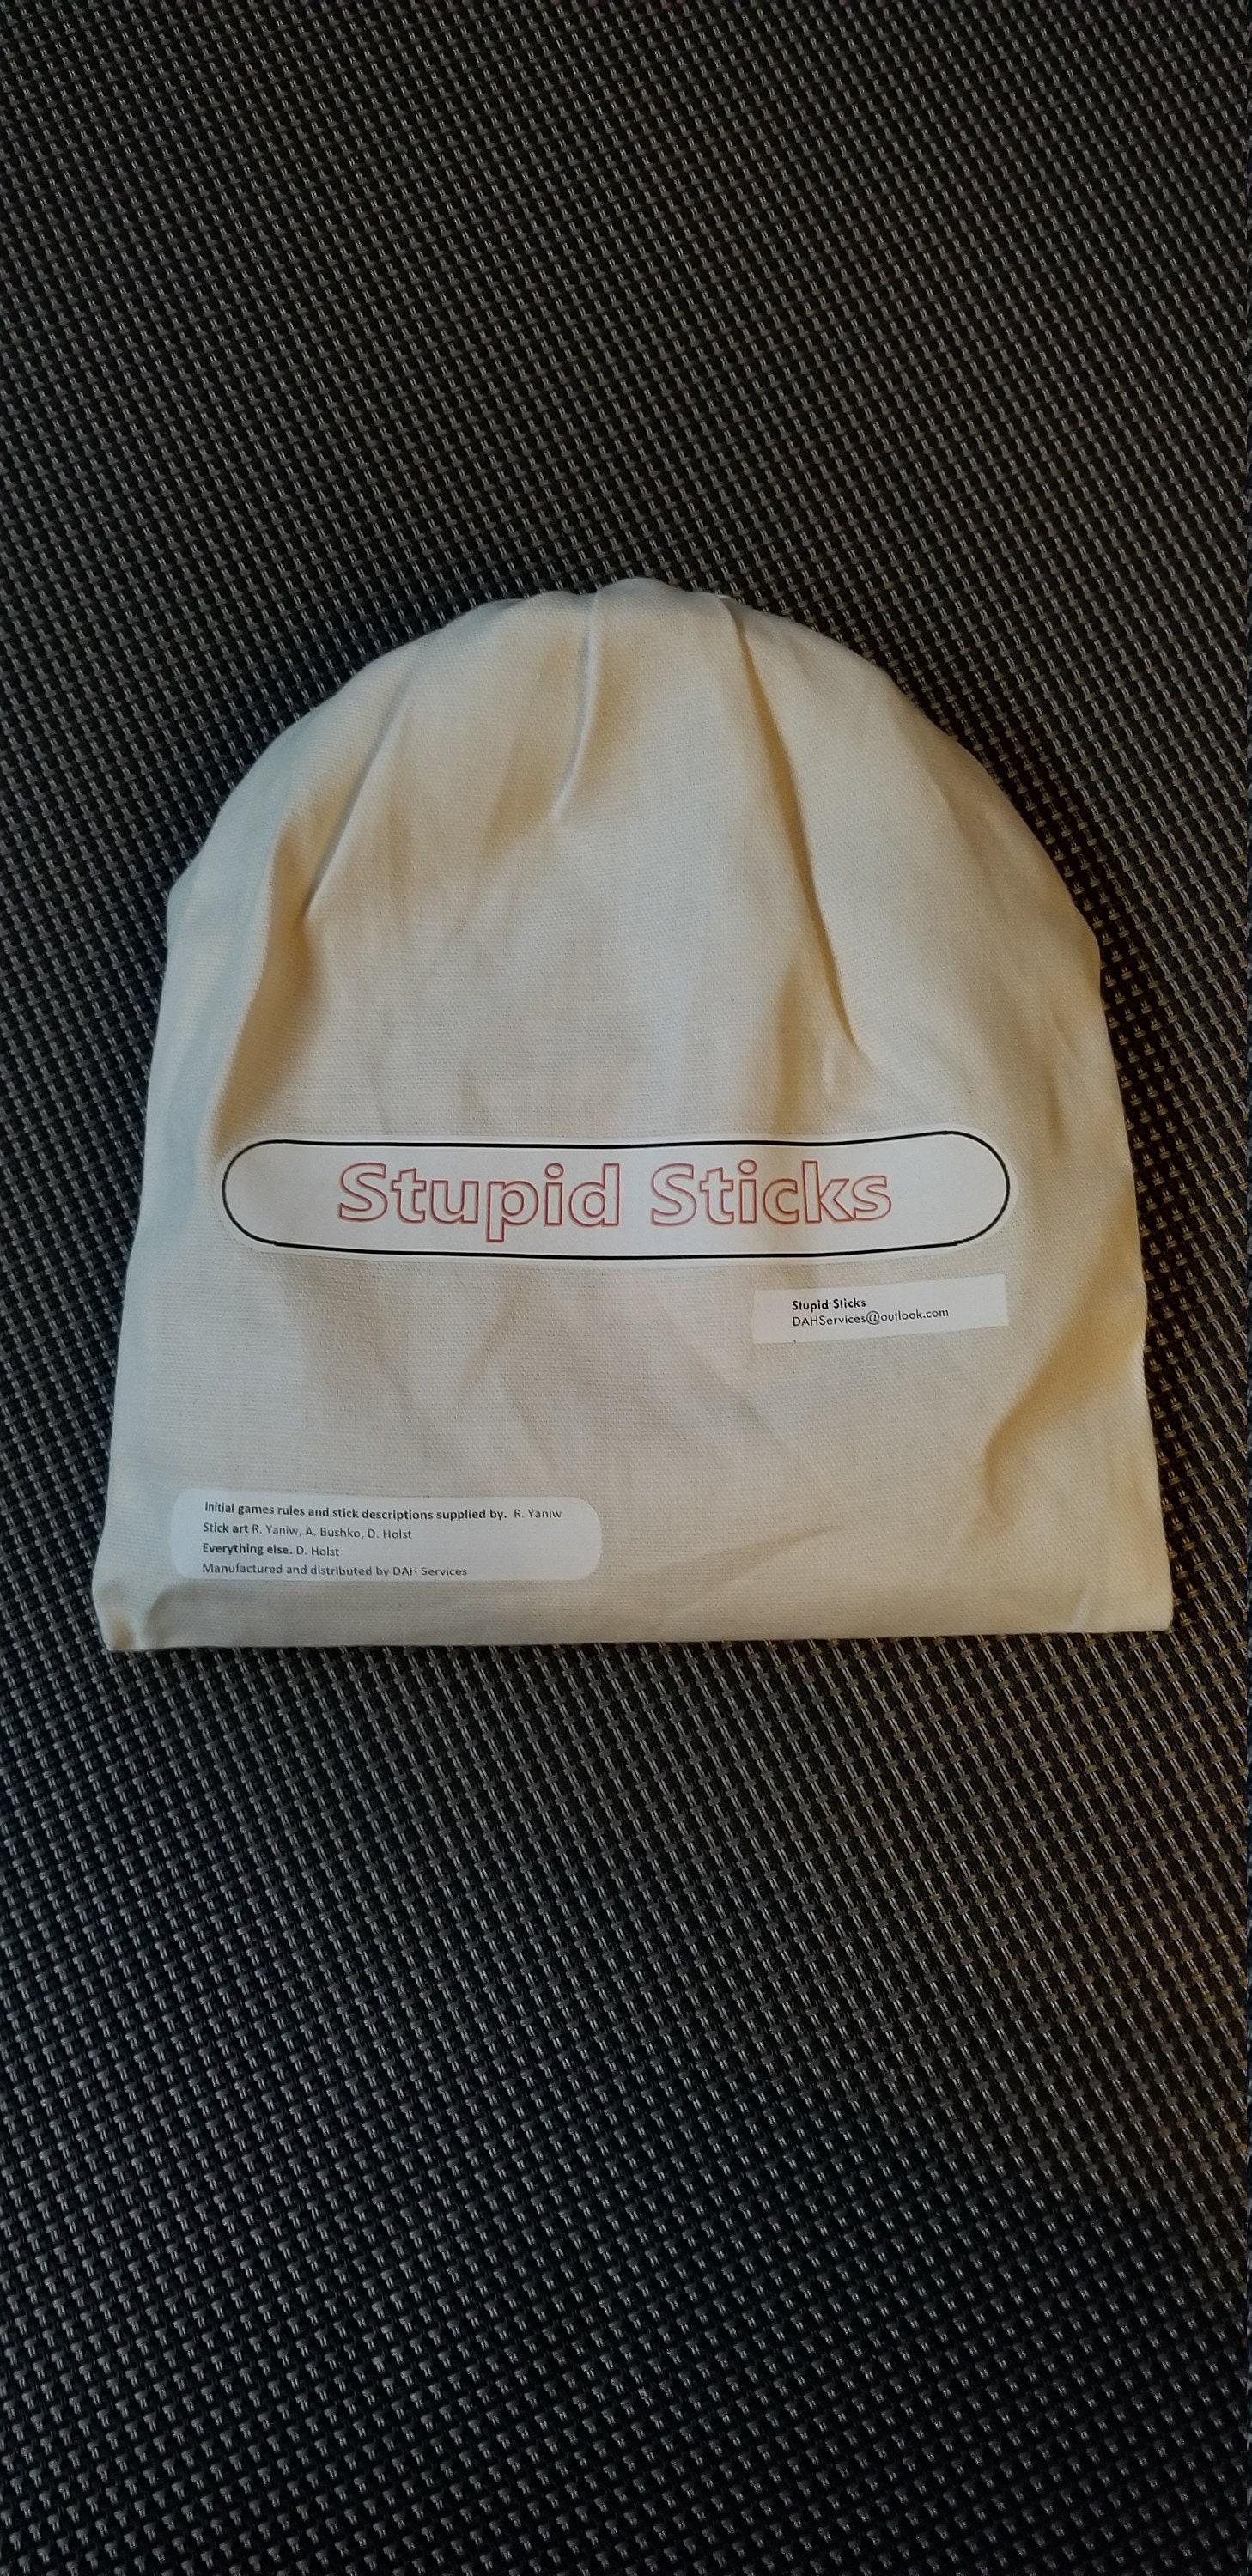 Stupid Sticks
Stupid Sticks
DAHServices@outlook.com
Initial games rules and stick descriptions supplied by. R. Yaniw
Stick art R. Yaniw, A. Bushko, D. Holst
Everything else. D. Holst
Manufactured and distributed by DAH Services